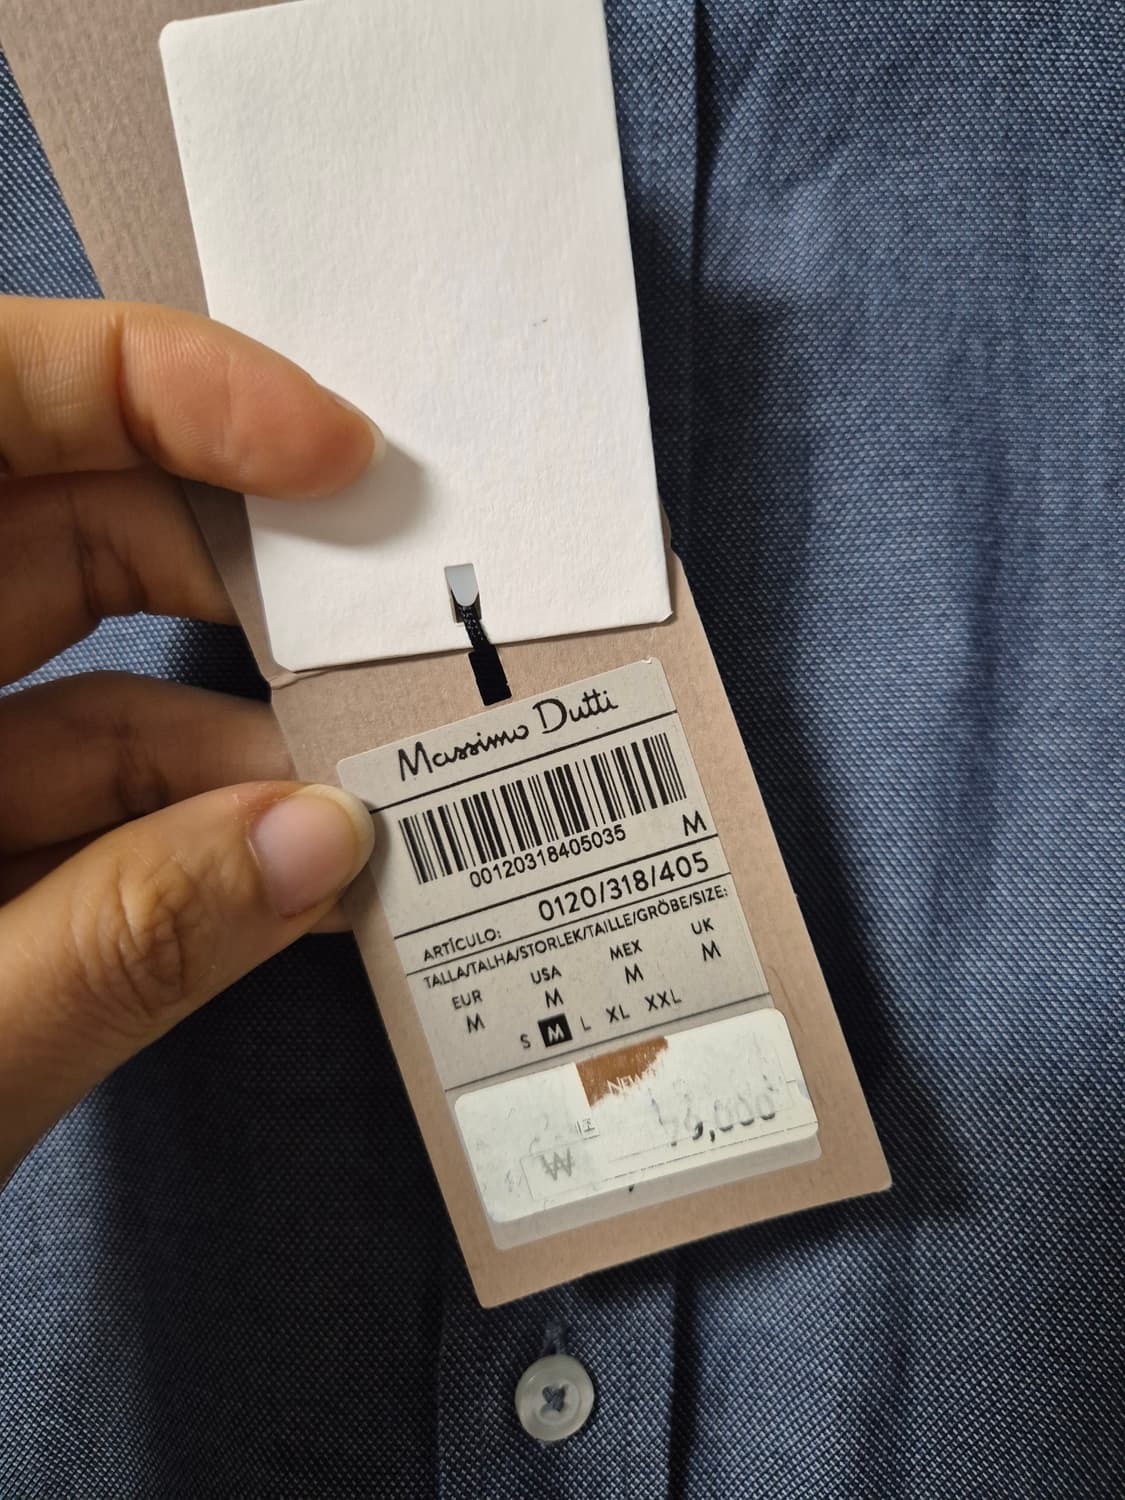 Massimo Dutti
00120318405035 M
ARTÍCULO: 0120/318/405
TALLA/TALHA/STORLEK/TAILLE/GRÖBE/SIZE:
EUR USA MEX UK
M M M M
S M L XL XXL
NEW
₩